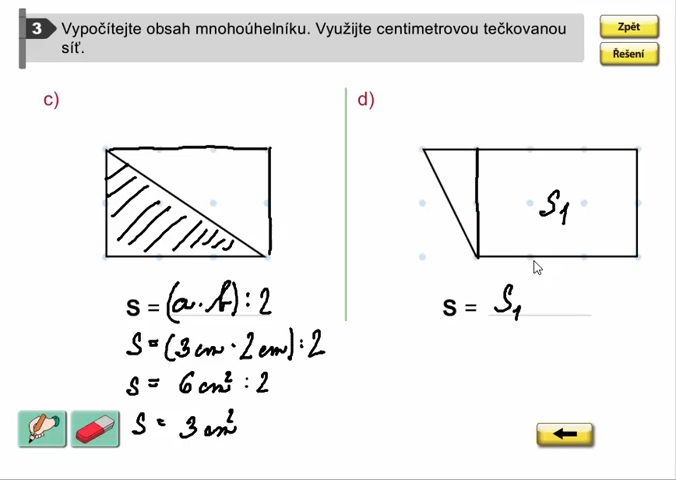 3 Vypočítejte obsah mnohoúhelníku. Využijte centimetrovou tečkovanou
síť.
Zpět
Řešení
c)
S = (a · b) : 2
S = (3 cm · 2 cm) : 2
S = 6 cm² : 2
S = 3 cm²
d)
S₁
S = S₁